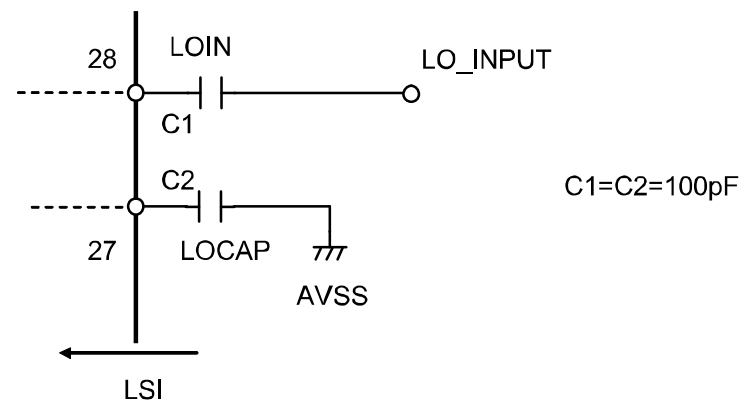 28
LOIN
LO_INPUT
C1
C2
C1=C2=100pF
27
LOCAP
AVSS
LSI